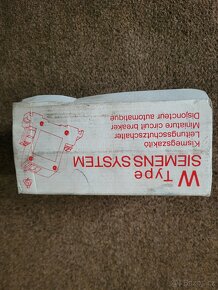 W Type
SIEMENS SYSTEM
Kismegszakító
Leitungsschutzschalter
Miniature circuit breaker
Disjoncteur automatique